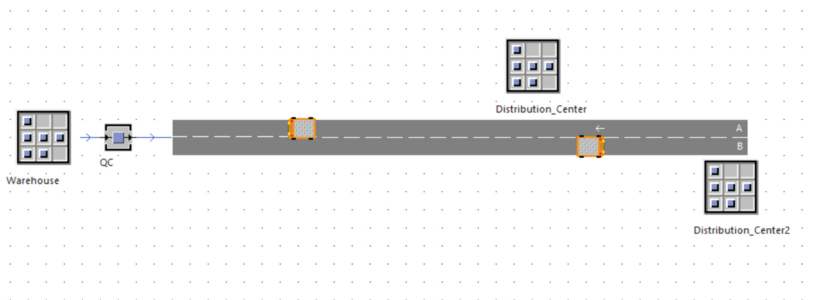 Distribution_Center
A
B
QC
Warehouse
Distribution_Center2